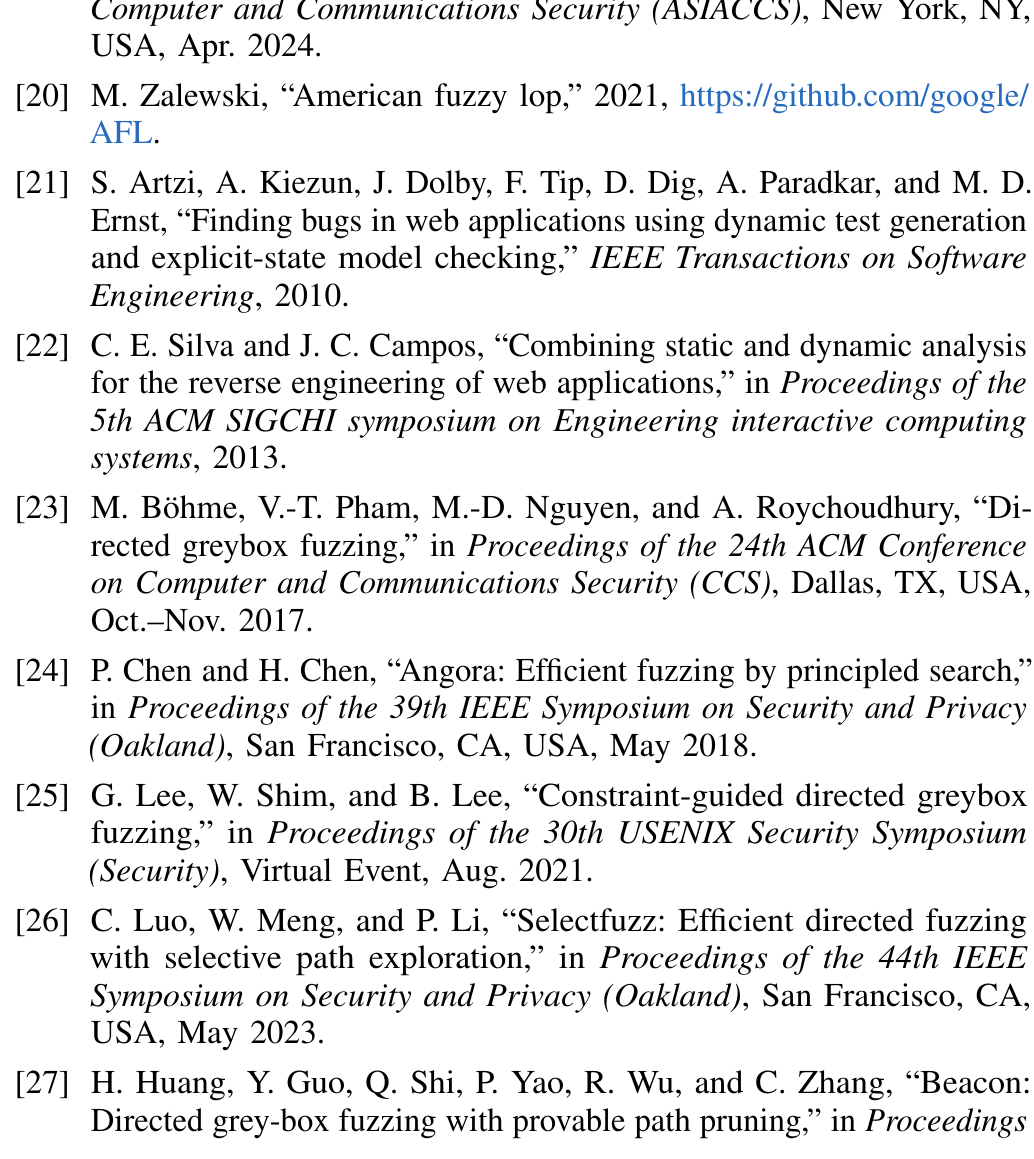 Computer and Communications Security (ASIACCS), New York, NY,
USA, Apr. 2024.
[20] M. Zalewski, “American fuzzy lop,” 2021, https://github.com/google/
AFL.
[21] S. Artzi, A. Kiezun, J. Dolby, F. Tip, D. Dig, A. Paradkar, and M. D.
Ernst, “Finding bugs in web applications using dynamic test generation
and explicit-state model checking,” IEEE Transactions on Software
Engineering, 2010.
[22] C. E. Silva and J. C. Campos, “Combining static and dynamic analysis
for the reverse engineering of web applications,” in Proceedings of the
5th ACM SIGCHI symposium on Engineering interactive computing
systems, 2013.
[23] M. Böhme, V.-T. Pham, M.-D. Nguyen, and A. Roychoudhury, “Di-
rected greybox fuzzing,” in Proceedings of the 24th ACM Conference
on Computer and Communications Security (CCS), Dallas, TX, USA,
Oct.–Nov. 2017.
[24] P. Chen and H. Chen, “Angora: Efficient fuzzing by principled search,”
in Proceedings of the 39th IEEE Symposium on Security and Privacy
(Oakland), San Francisco, CA, USA, May 2018.
[25] G. Lee, W. Shim, and B. Lee, “Constraint-guided directed greybox
fuzzing,” in Proceedings of the 30th USENIX Security Symposium
(Security), Virtual Event, Aug. 2021.
[26] C. Luo, W. Meng, and P. Li, “Selectfuzz: Efficient directed fuzzing
with selective path exploration,” in Proceedings of the 44th IEEE
Symposium on Security and Privacy (Oakland), San Francisco, CA,
USA, May 2023.
[27] H. Huang, Y. Guo, Q. Shi, P. Yao, R. Wu, and C. Zhang, “Beacon:
Directed grey-box fuzzing with provable path pruning,” in Proceedings